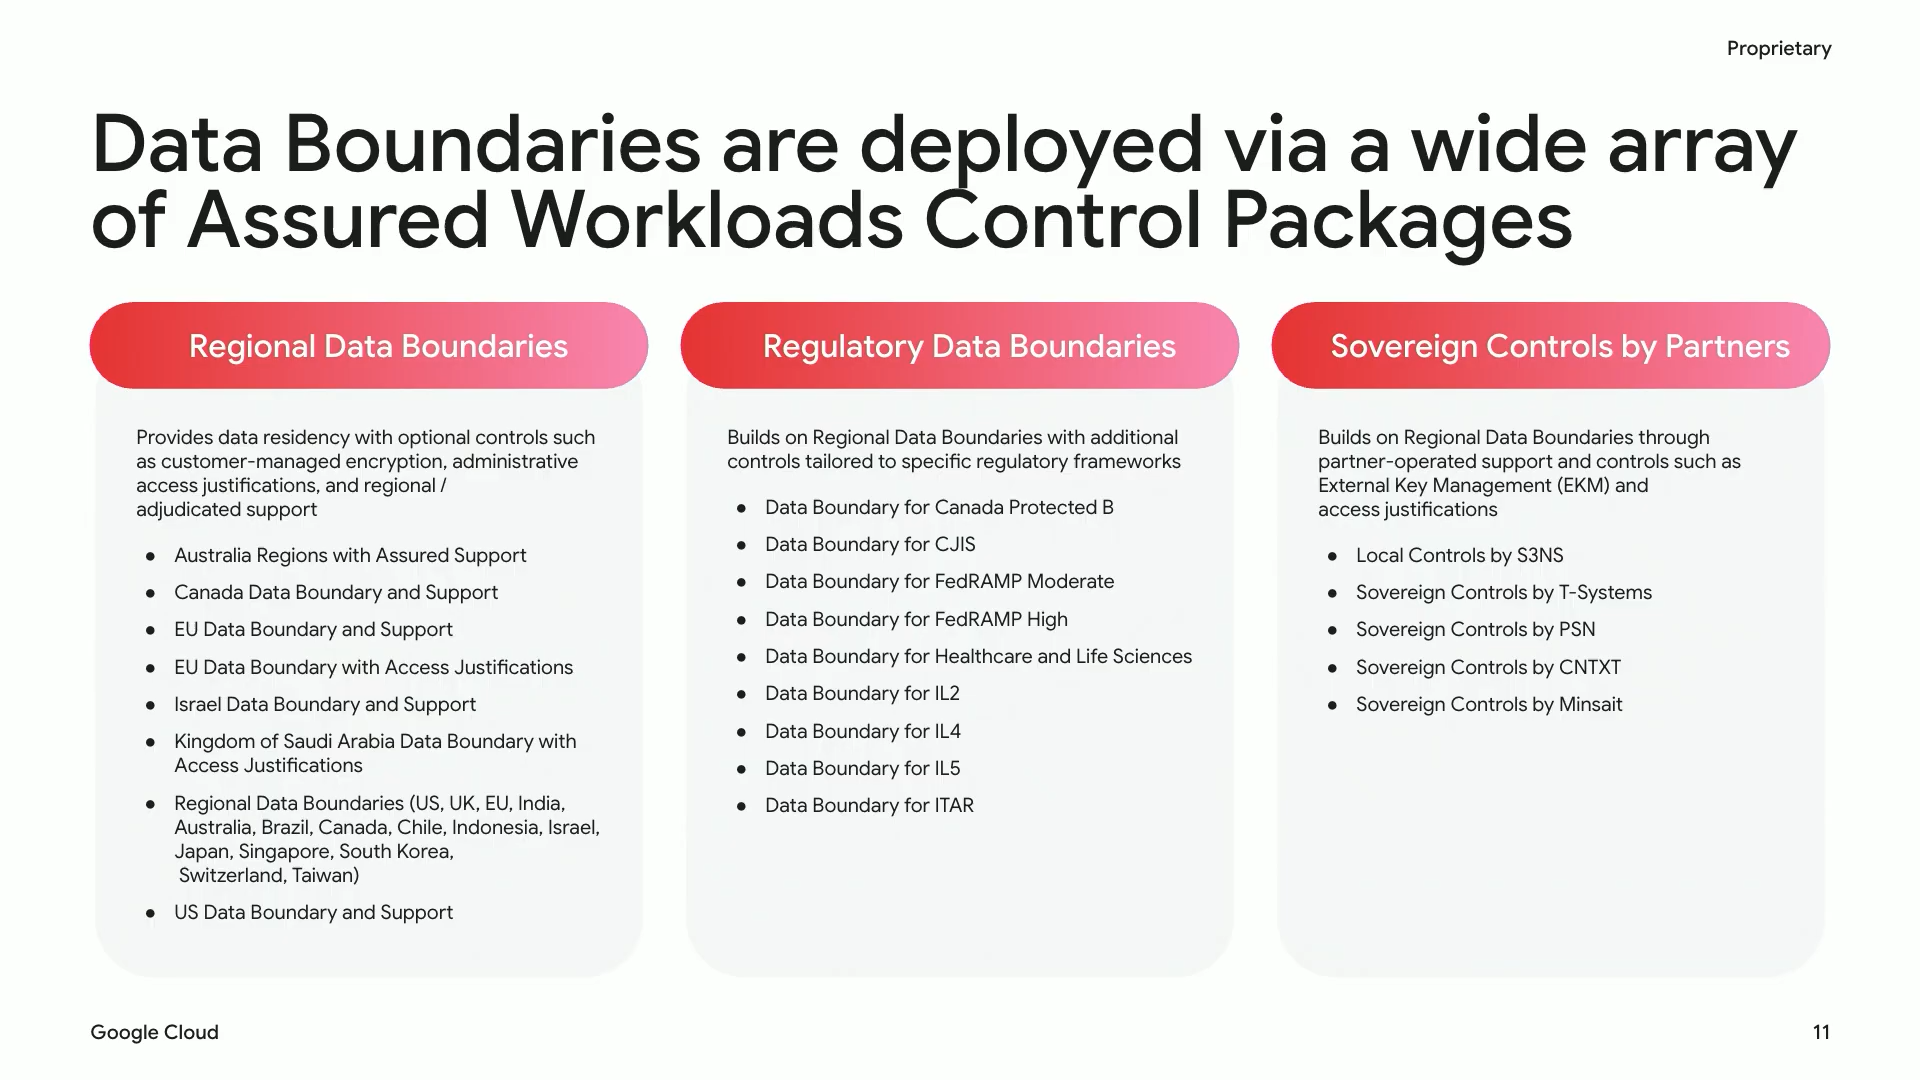 Proprietary
Data Boundaries are deployed via a wide array
of Assured Workloads Control Packages
Regional Data Boundaries
Provides data residency with optional controls such
as customer-managed encryption, administrative
access justifications, and regional /
adjudicated support
● Australia Regions with Assured Support
● Canada Data Boundary and Support
● EU Data Boundary and Support
● EU Data Boundary with Access Justifications
● Israel Data Boundary and Support
● Kingdom of Saudi Arabia Data Boundary with
Access Justifications
● Regional Data Boundaries (US, UK, EU, India,
Australia, Brazil, Canada, Chile, Indonesia, Israel,
Japan, Singapore, South Korea,
Switzerland, Taiwan)
● US Data Boundary and Support
Regulatory Data Boundaries
Builds on Regional Data Boundaries with additional
controls tailored to specific regulatory frameworks
● Data Boundary for Canada Protected B
● Data Boundary for CJIS
● Data Boundary for FedRAMP Moderate
● Data Boundary for FedRAMP High
● Data Boundary for Healthcare and Life Sciences
● Data Boundary for IL2
● Data Boundary for IL4
● Data Boundary for IL5
● Data Boundary for ITAR
Sovereign Controls by Partners
Builds on Regional Data Boundaries through
partner-operated support and controls such as
External Key Management (EKM) and
access justifications
● Local Controls by S3NS
● Sovereign Controls by T-Systems
● Sovereign Controls by PSN
● Sovereign Controls by CNTXT
● Sovereign Controls by Minsait
Google Cloud
11